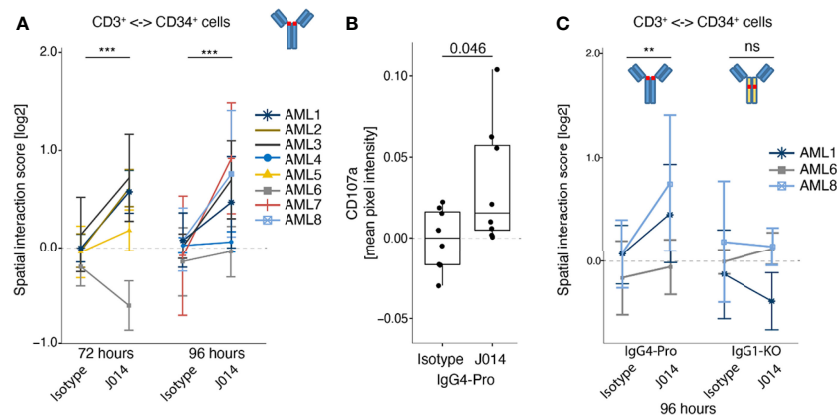 A
CD3⁺ <-> CD34⁺ cells
Spatial interaction score [log2]
2.0
1.0
0.0
−1.0
***
***
AML1
AML2
AML3
AML4
AML5
AML6
AML7
AML8
72 hours
96 hours
Isotype
J014
Isotype
J014
B
0.046
CD107a
[mean pixel intensity]
0.10
0.05
0.00
−0.05
Isotype
J014
IgG4-Pro
C
CD3⁺ <-> CD34⁺ cells
Spatial interaction score [log2]
2.0
1.0
0.0
**
ns
AML1
AML6
AML8
IgG4-Pro
IgG1-KO
Isotype
J014
Isotype
J014
96 hours